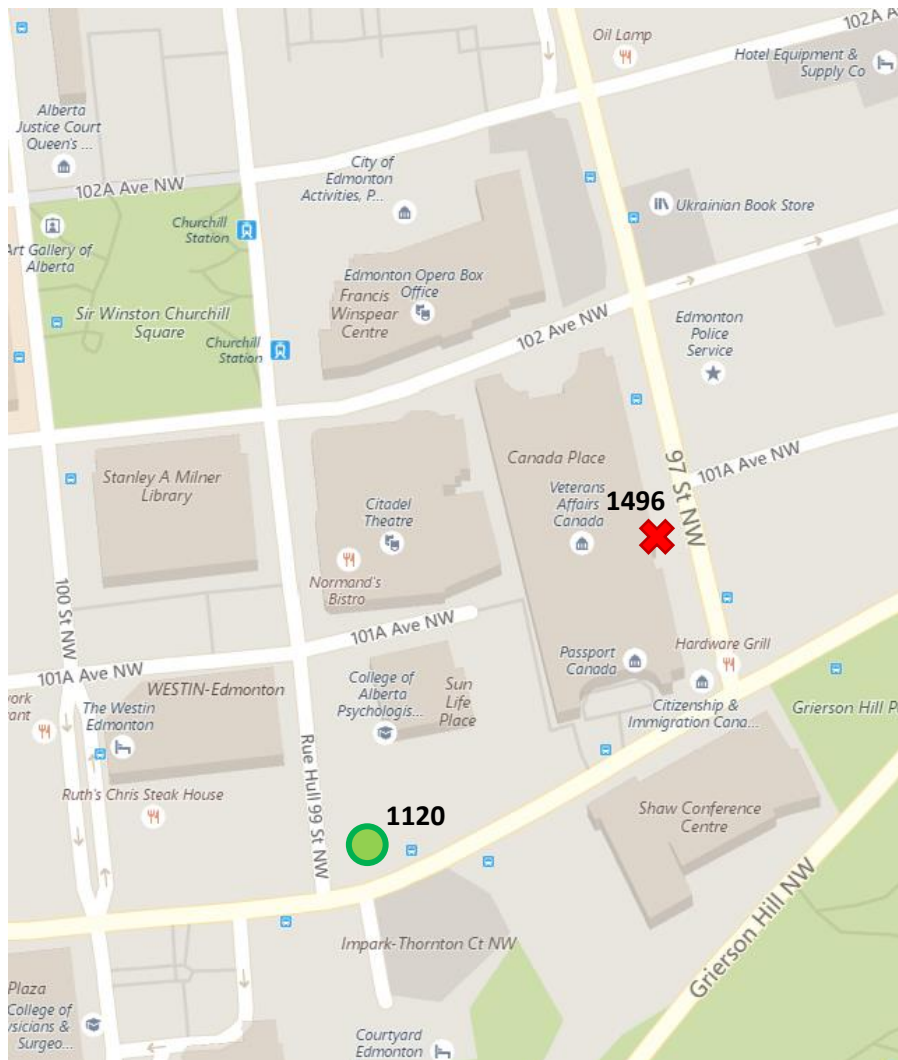 102A A
Oil Lamp
Hotel Equipment &
Supply Co
Alberta
Justice Court
Queen's ...
City of
Edmonton
Activities, P...
102A Ave NW
Ukrainian Book Store
Churchill
Station
Art Gallery of
Alberta
Edmonton Opera Box
Office
Francis
Winspear
Centre
Sir Winston Churchill
Square
102 Ave NW
Edmonton
Police
Service
Churchill
Station
Canada Place
97 St NW
101A Ave NW
Stanley A Milner
Library
Veterans
Affairs
Canada
1496
Citadel
Theatre
Normand's
Bistro
100 St NW
101A Ave NW
Hardware Grill
Passport
Canada
101A Ave NW
WESTIN-Edmonton
College of
Alberta
Psychologis...
Sun
Life
Place
Citizenship &
Immigration Cana...
Grierson Hill P
work
ant
The Westin
Edmonton
Rue Hull 99 St NW
Ruth's Chris Steak House
1120
Shaw Conference
Centre
Grierson Hill NW
Impark-Thornton Ct NW
Plaza
College of
ysicians &
Surgeo...
Courtyard
Edmonton